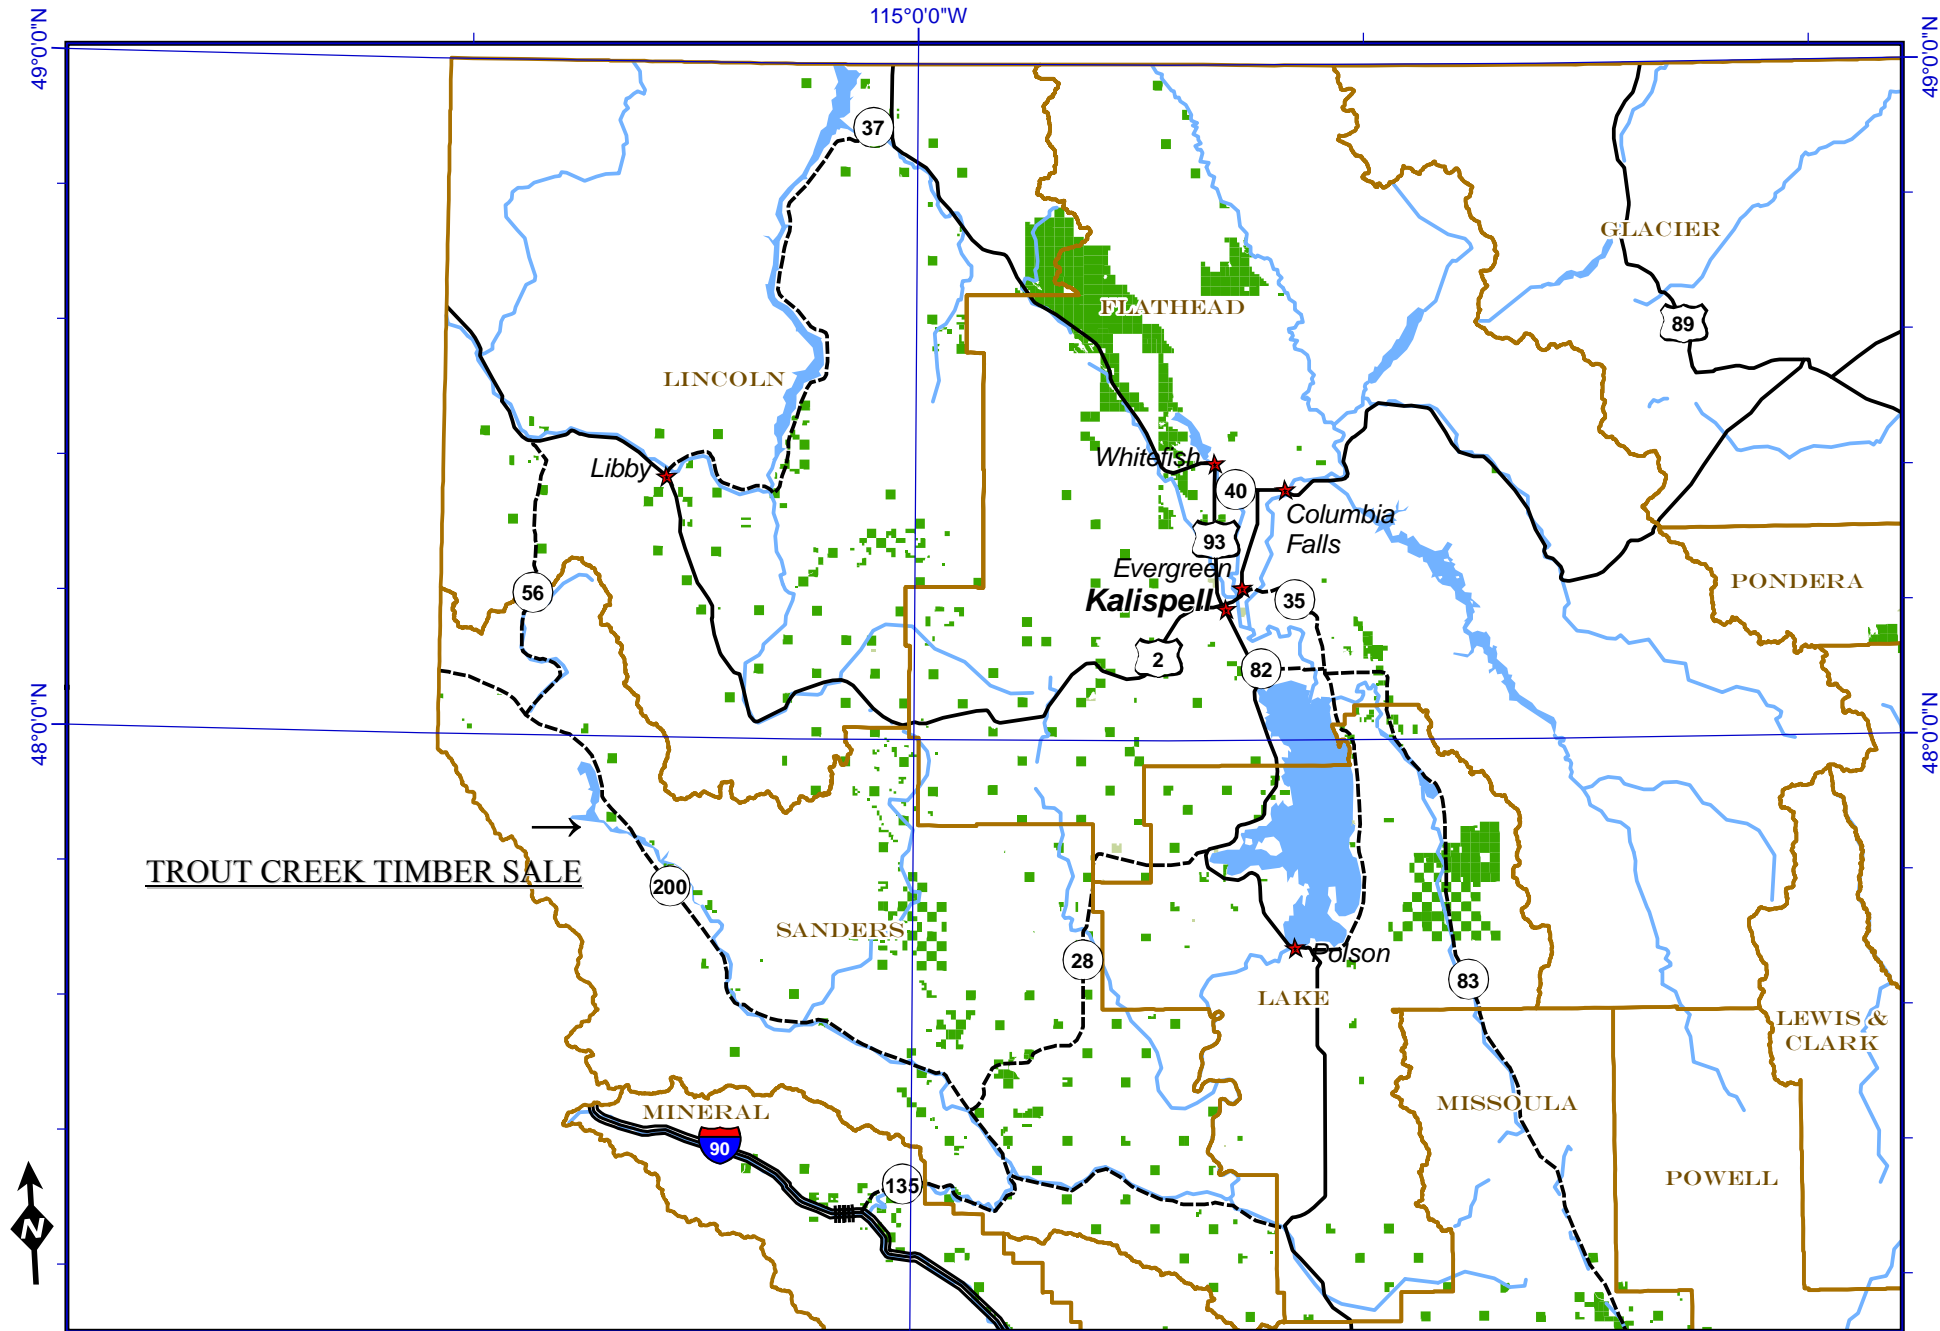 115°0'0"W
49°0'0"N
49°0'0"N
37
GLACIER
FLATHEAD
89
LINCOLN
Whitefish
Libby
40
Columbia
Falls
93
Evergreen
56
Kalispell
35
PONDERA
2
82
48°0'0"N
48°0'0"N
TROUT CREEK TIMBER SALE
200
SANDERS
28
Polson
83
LAKE
LEWIS &
CLARK
MINERAL
MISSOULA
90
135
POWELL
N